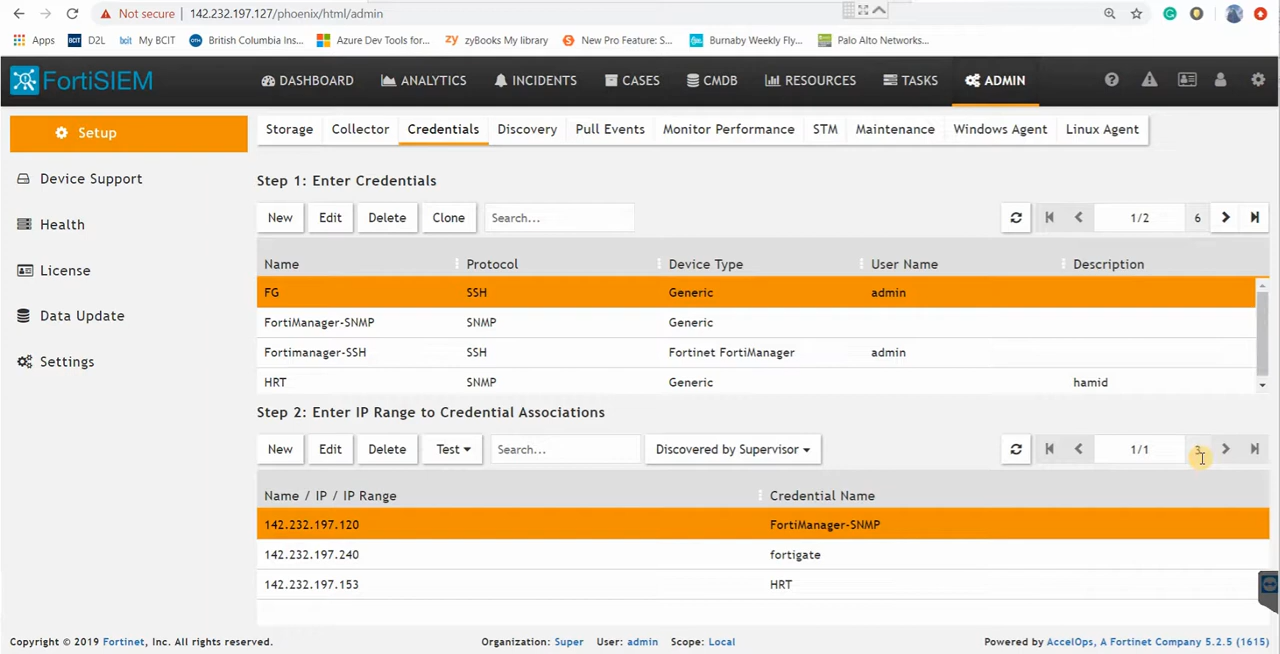 Not secure 142.232.197.127/phoenix/html/admin
Apps BDT D2L bcit My BCIT OTH British Columbia Ins... Azure Dev Tools for... zy zyBooks My library S New Pro Feature: S... Burnaby Weekly Fly... Palo Alto Networks...
FortiSIEM DASHBOARD ANALYTICS INCIDENTS CASES CMDB RESOURCES TASKS ADMIN
Setup Storage Collector Credentials Discovery Pull Events Monitor Performance STM Maintenance Windows Agent Linux Agent
Device Support
Health
License
Data Update
Settings
Step 1: Enter Credentials
New Edit Delete Clone Search... 1/2 6
Name Protocol Device Type User Name Description
FG SSH Generic admin
FortiManager-SNMP SNMP Generic
Fortimanager-SSH SSH Fortinet FortiManager admin
HRT SNMP Generic hamid
Step 2: Enter IP Range to Credential Associations
New Edit Delete Test Search... Discovered by Supervisor 1/1 3
Name / IP / IP Range Credential Name
142.232.197.120 FortiManager-SNMP
142.232.197.240 fortigate
142.232.197.153 HRT
Copyright © 2019 Fortinet, Inc. All rights reserved. Organization: Super User: admin Scope: Local Powered by AccelOps, A Fortinet Company 5.2.5 (1615)